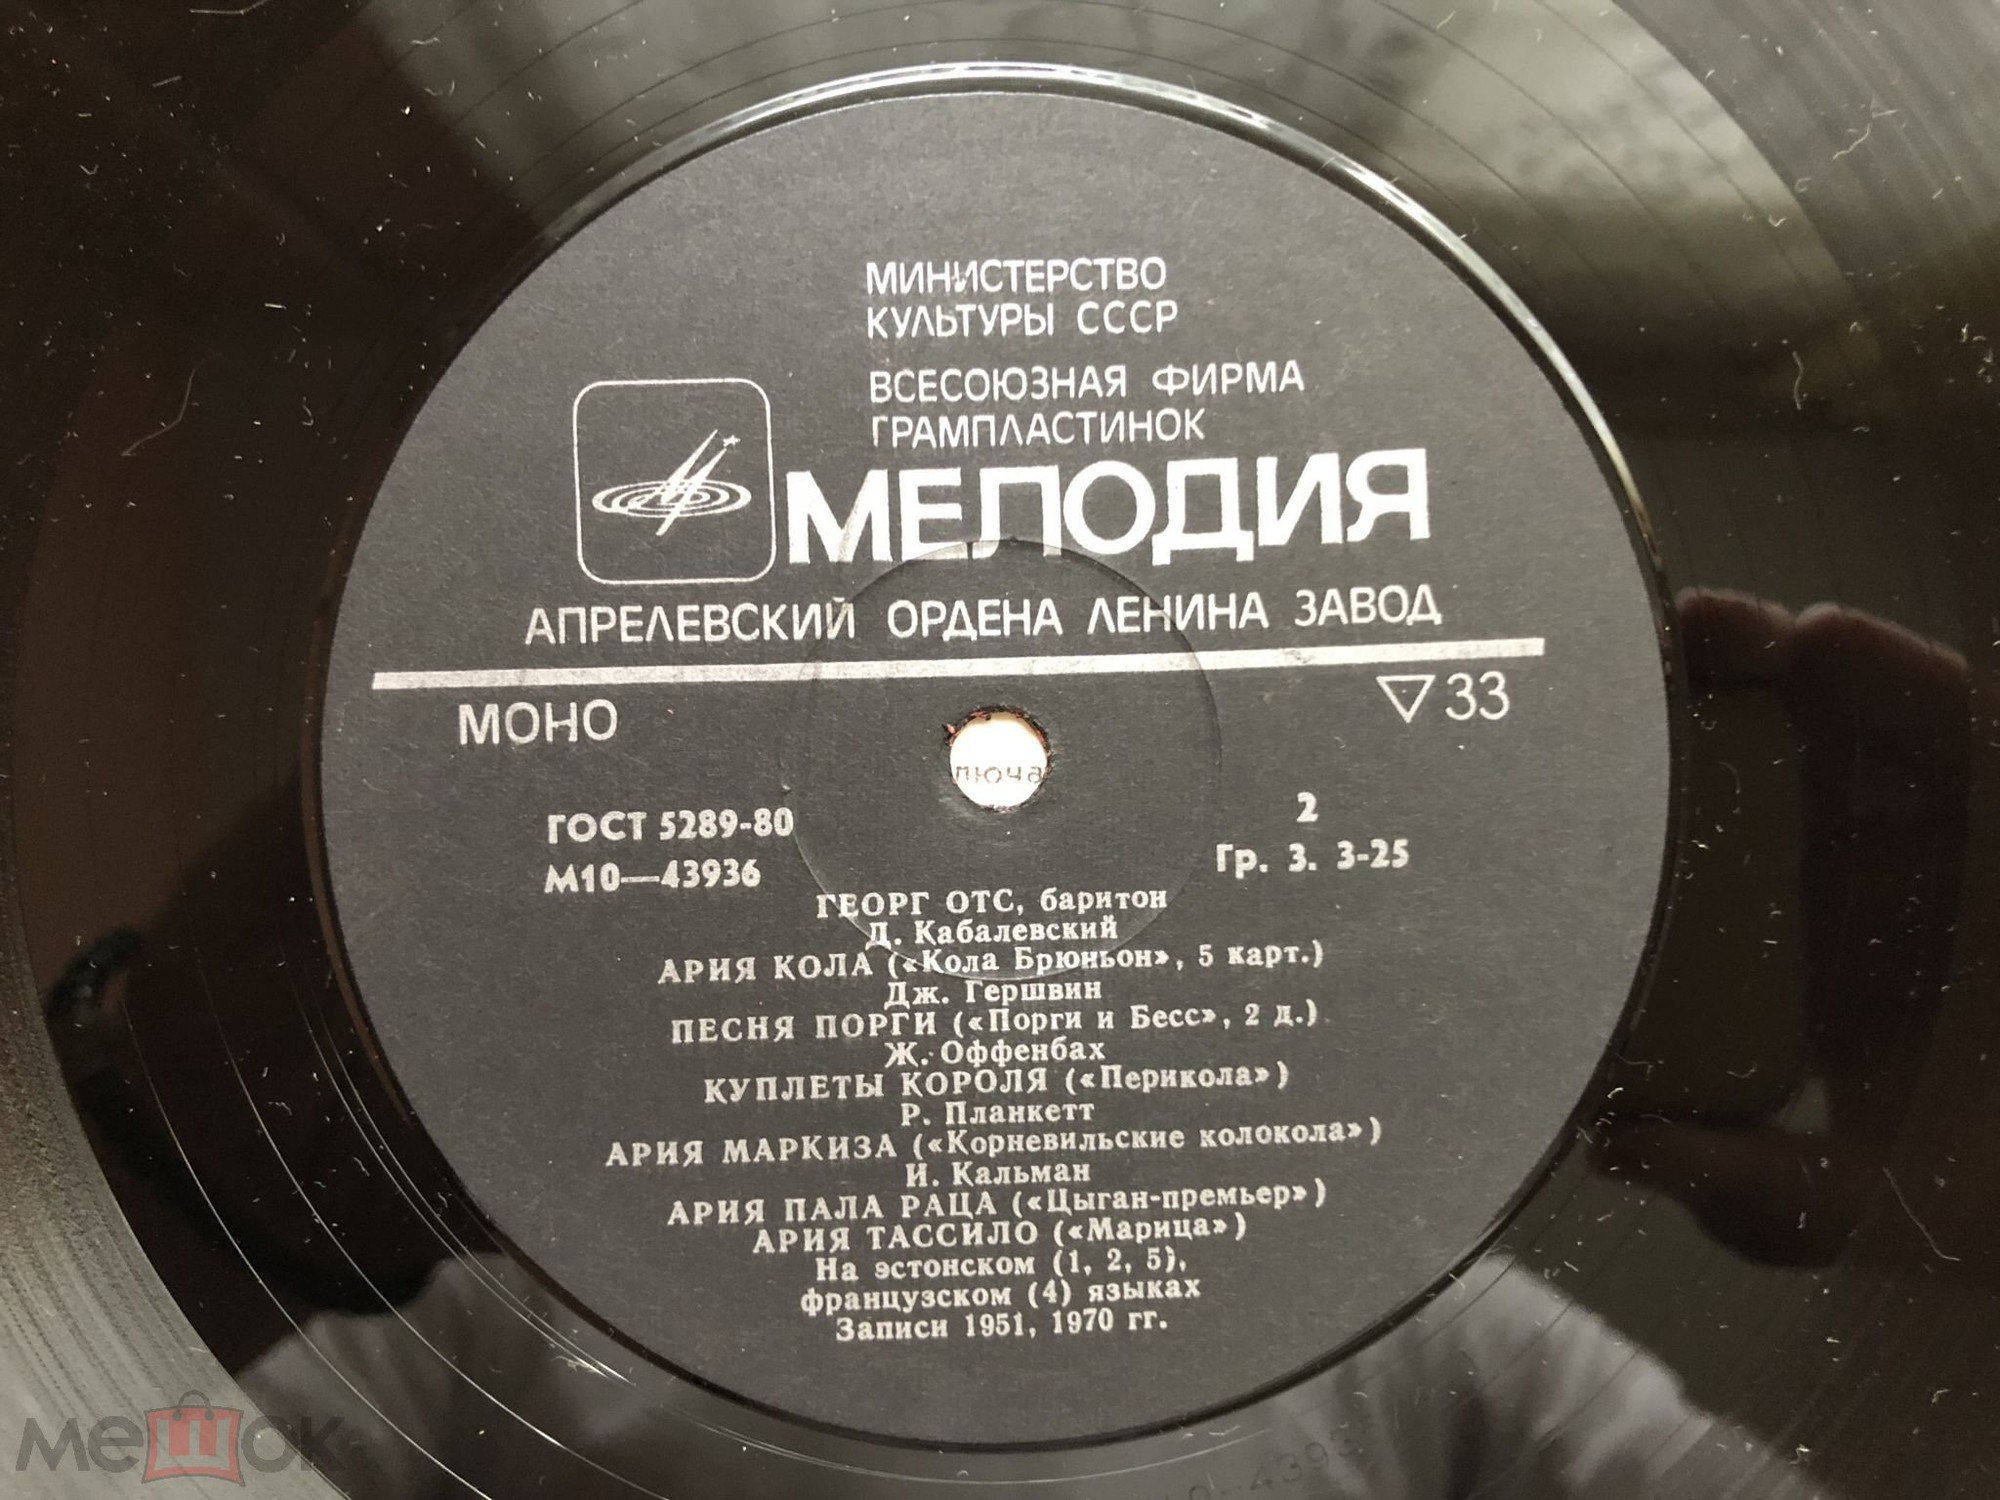 МИНИСТЕРСТВО
КУЛЬТУРЫ СССР
ВСЕСОЮЗНАЯ ФИРМА
ГРАМПЛАСТИНОК
МЕЛОДИЯ
АПРЕЛЕВСКИЙ ОРДЕНА ЛЕНИНА ЗАВОД
МОНО
▽33
люча
ГОСТ 5289-80
М10—43936
2
Гр. 3. 3-25
ГЕОРГ ОТС, баритон
Д. Кабалевский
АРИЯ КОЛА («Кола Брюньон», 5 карт.)
Дж. Гершвин
ПЕСНЯ ПОРГИ («Порги и Бесс», 2 д.)
Ж. Оффенбах
КУПЛЕТЫ КОРОЛЯ («Перикола»)
Р. Планкетт
АРИЯ МАРКИЗА («Корневильские колокола»)
И. Кальман
АРИЯ ПАЛА РАЦА («Цыган-премьер»)
АРИЯ ТАССИЛО («Марица»)
На эстонском (1, 2, 5),
французском (4) языках
Записи 1951, 1970 гг.
мешок